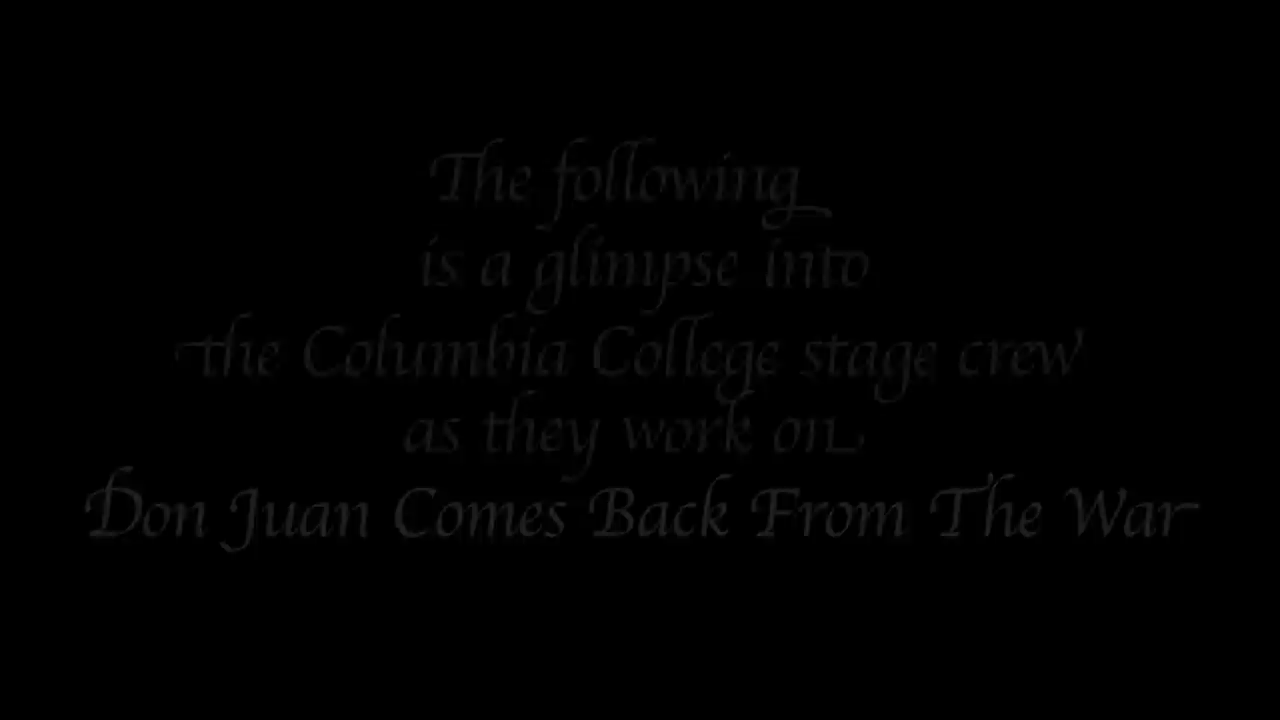 The following
is a glimpse into
the Columbia College stage crew
as they work on
Don Juan Comes Back From The War